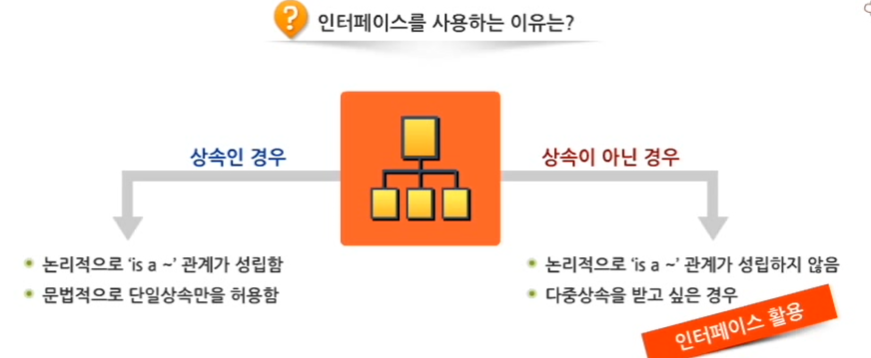 ?
인터페이스를 사용하는 이유는?
상속인 경우
논리적으로 'is a ~' 관계가 성립함
문법적으로 단일상속만을 허용함
상속이 아닌 경우
논리적으로 'is a ~' 관계가 성립하지 않음
다중상속을 받고 싶은 경우
인터페이스 활용